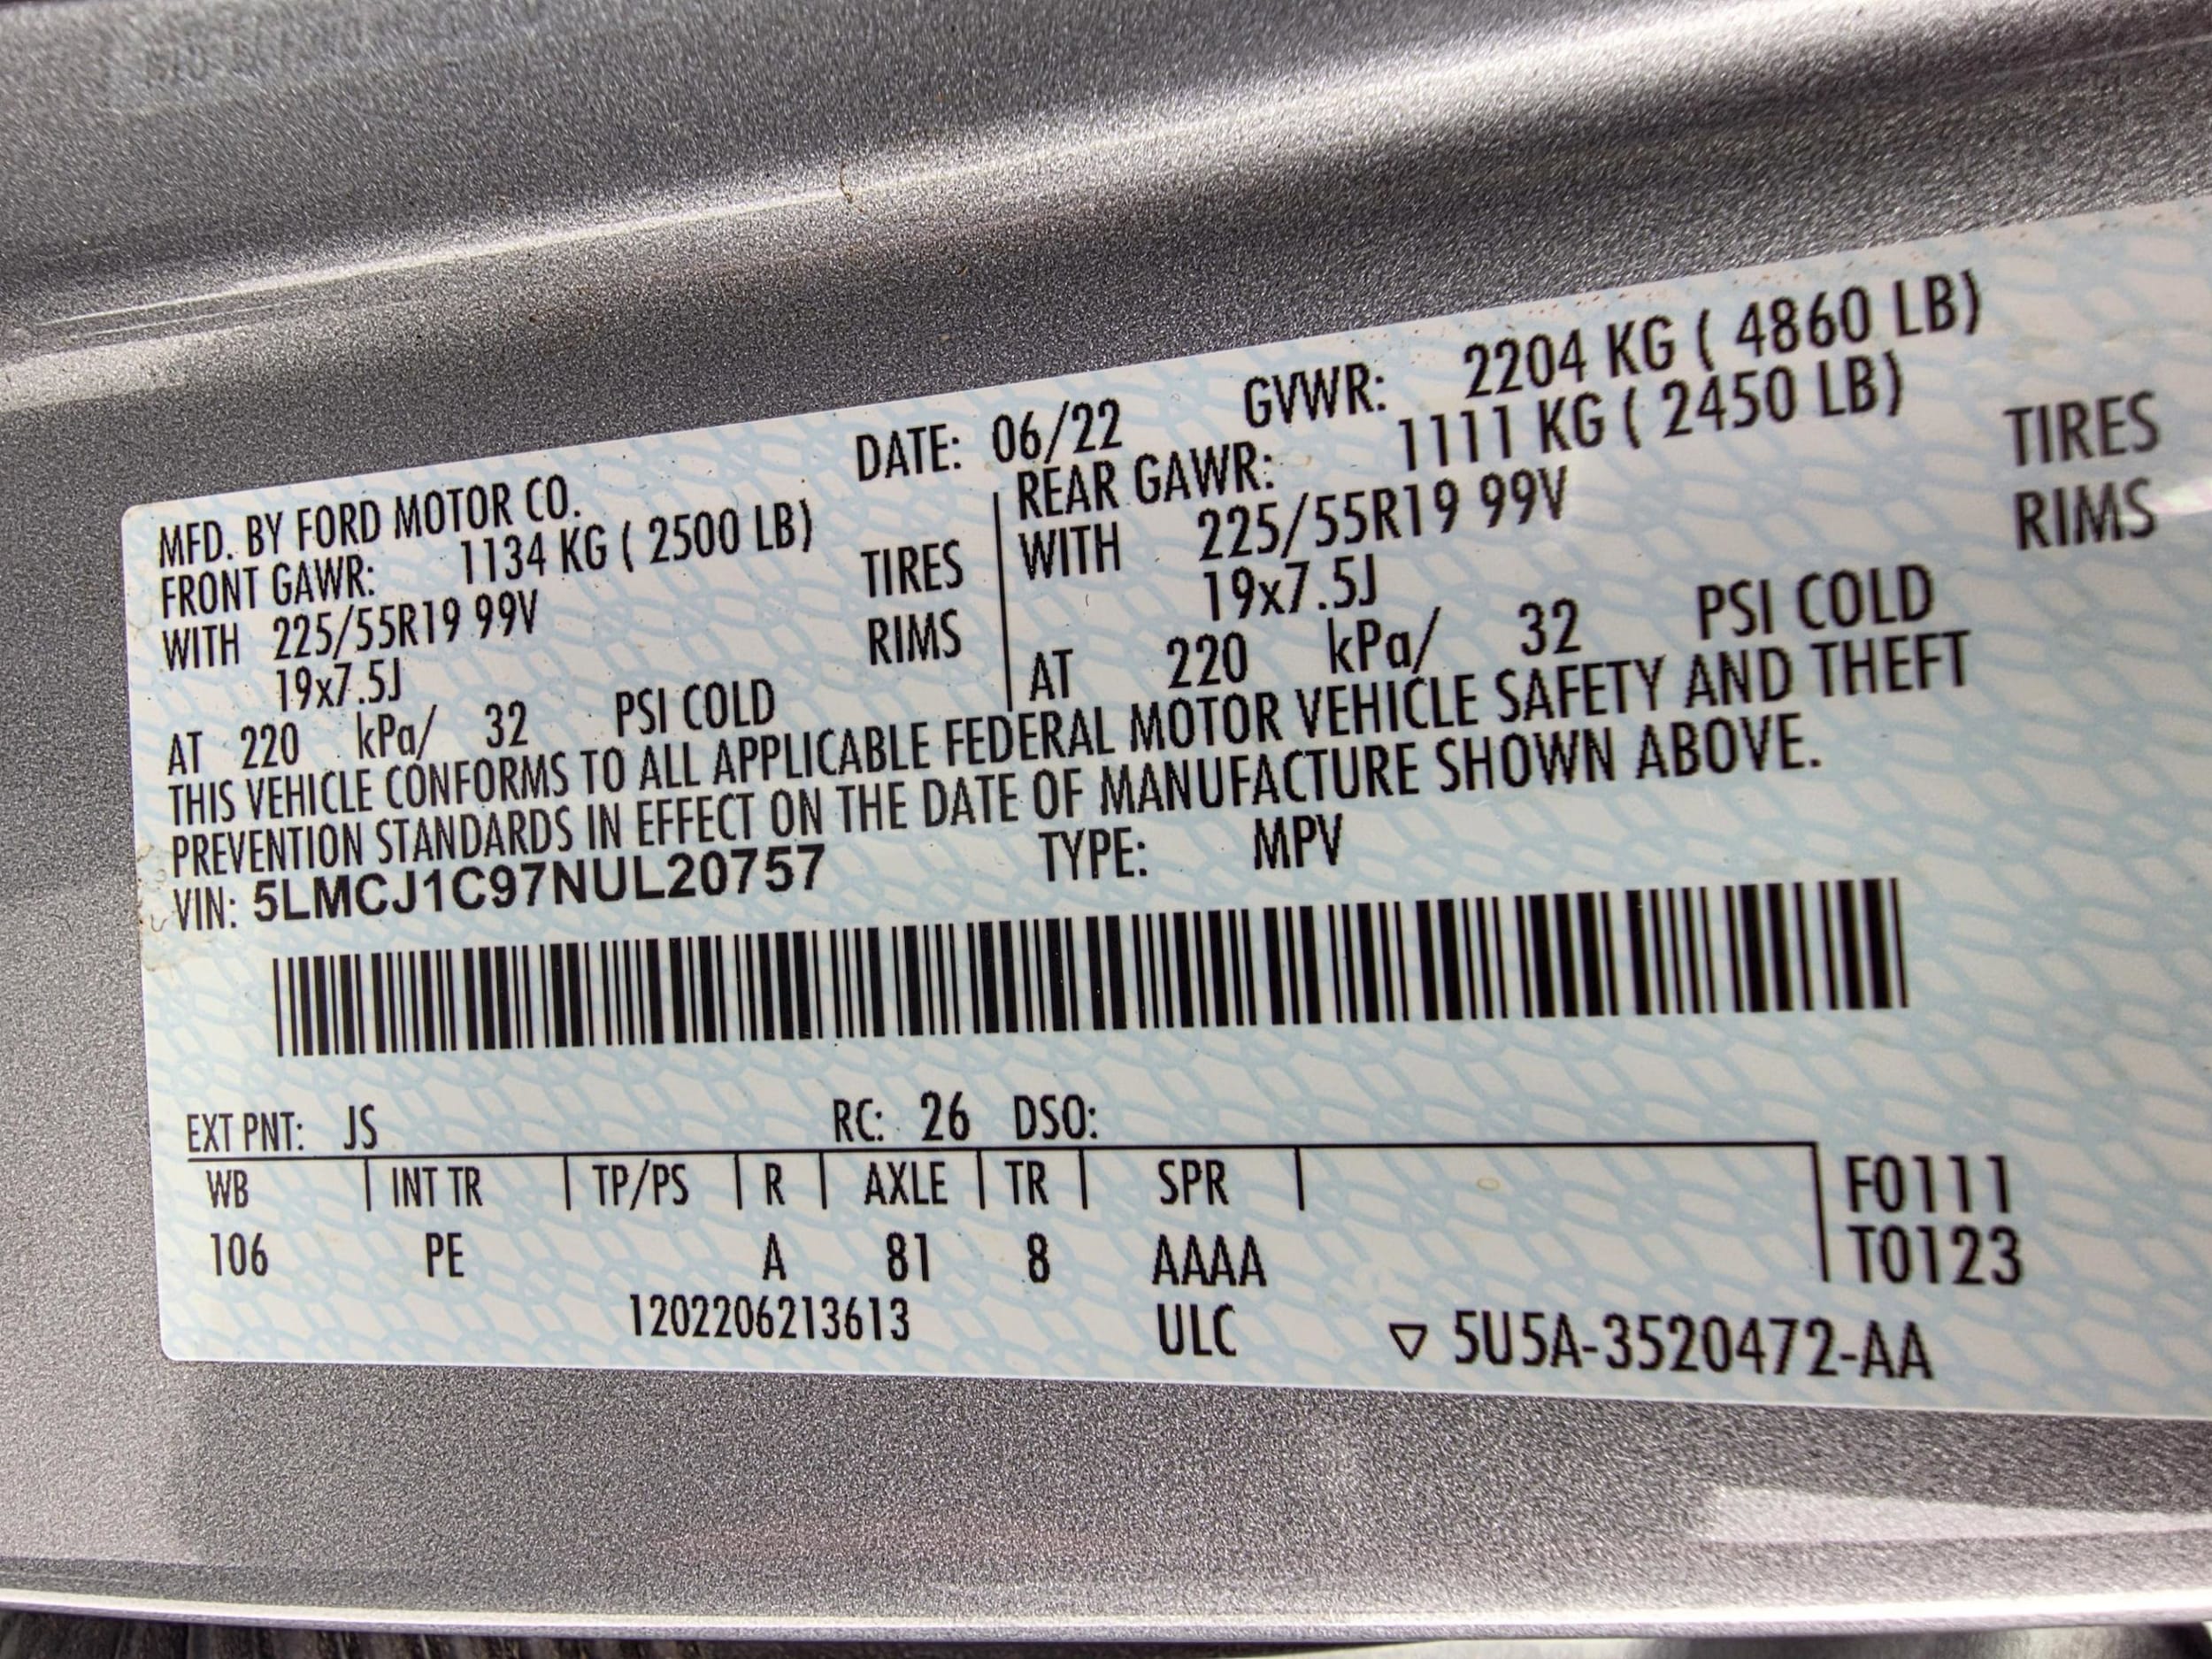 MFD. BY FORD MOTOR CO. DATE: 06/22 GVWR: 2204 KG ( 4860 LB)
FRONT GAWR: 1134 KG ( 2500 LB) REAR GAWR: 1111 KG ( 2450 LB)
WITH 225/55R19 99V TIRES WITH 225/55R19 99V TIRES
19x7.5J RIMS 19x7.5J RIMS
AT 220 kPa/ 32 PSI COLD AT 220 kPa/ 32 PSI COLD
THIS VEHICLE CONFORMS TO ALL APPLICABLE FEDERAL MOTOR VEHICLE SAFETY AND THEFT
PREVENTION STANDARDS IN EFFECT ON THE DATE OF MANUFACTURE SHOWN ABOVE.
VIN: 5LMCJ1C97NUL20757 TYPE: MPV
EXT PNT: JS RC: 26 DSO:
WB INT TR TP/PS R AXLE TR SPR F0111
106 PE A 81 8 AAAA T0123
1202206213613 ULC ▽ 5U5A-3520472-AA